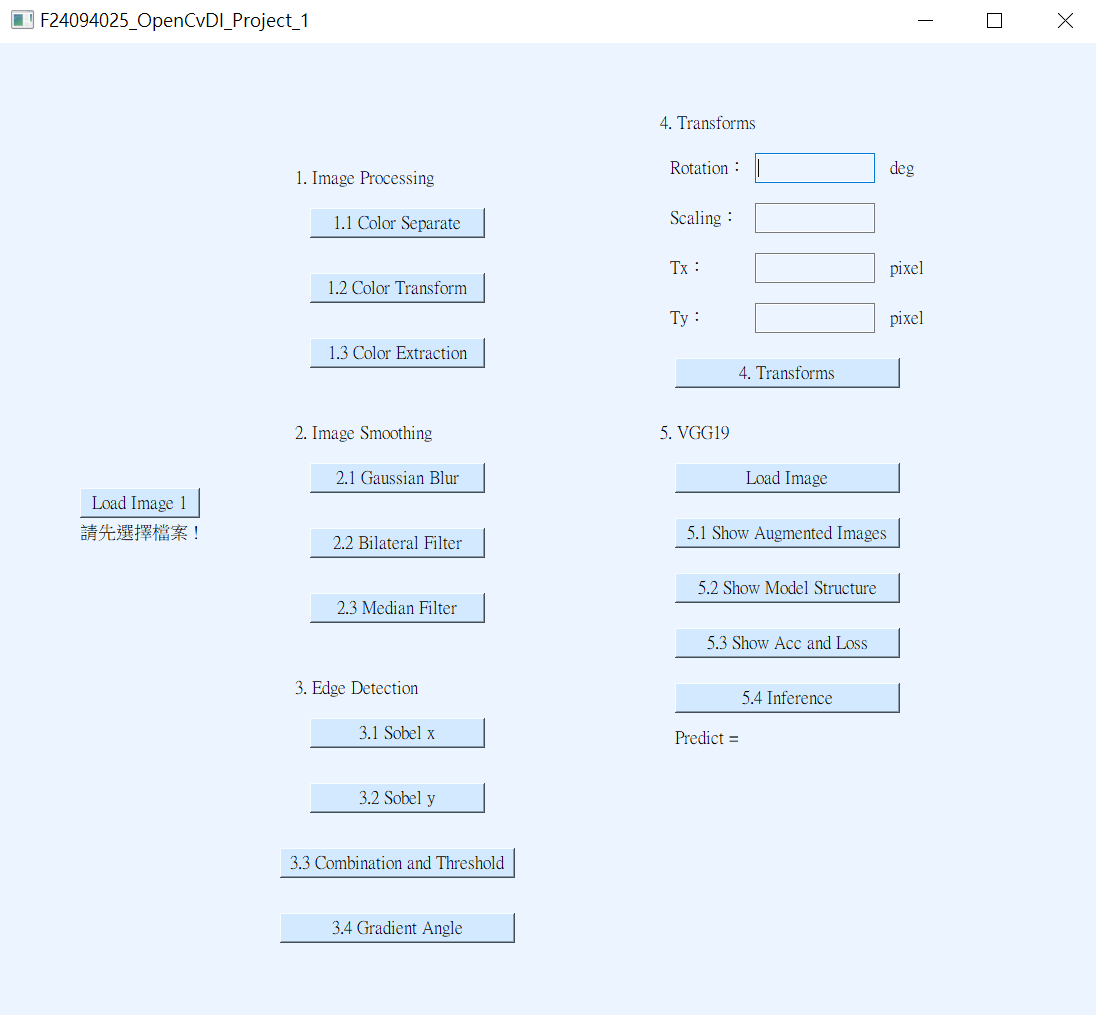 F24094025_OpenCvDl_Project_1
Load Image 1
請先選擇檔案！
1. Image Processing
1.1 Color Separate
1.2 Color Transform
1.3 Color Extraction
2. Image Smoothing
2.1 Gaussian Blur
2.2 Bilateral Filter
2.3 Median Filter
3. Edge Detection
3.1 Sobel x
3.2 Sobel y
3.3 Combination and Threshold
3.4 Gradient Angle
4. Transforms
Rotation： deg
Scaling：
Tx： pixel
Ty： pixel
4. Transforms
5. VGG19
Load Image
5.1 Show Augmented Images
5.2 Show Model Structure
5.3 Show Acc and Loss
5.4 Inference
Predict =